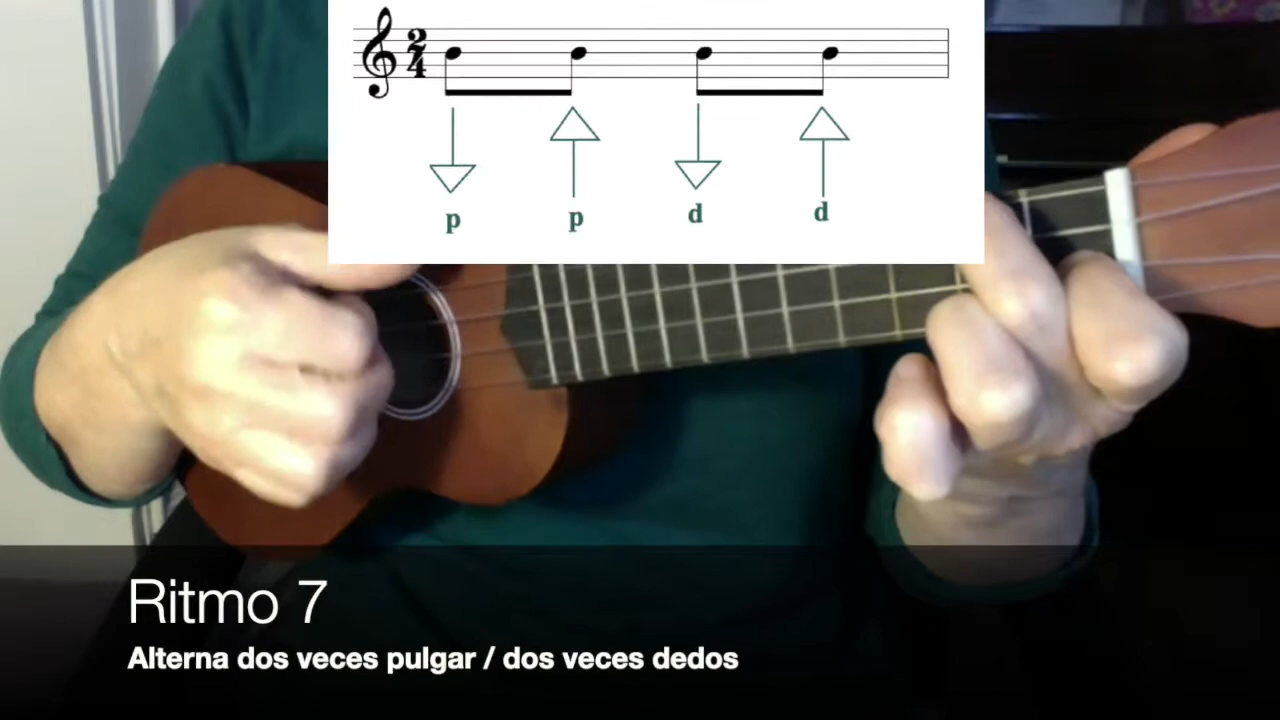 2
4
p p d d
Ritmo 7
Alterna dos veces pulgar / dos veces dedos